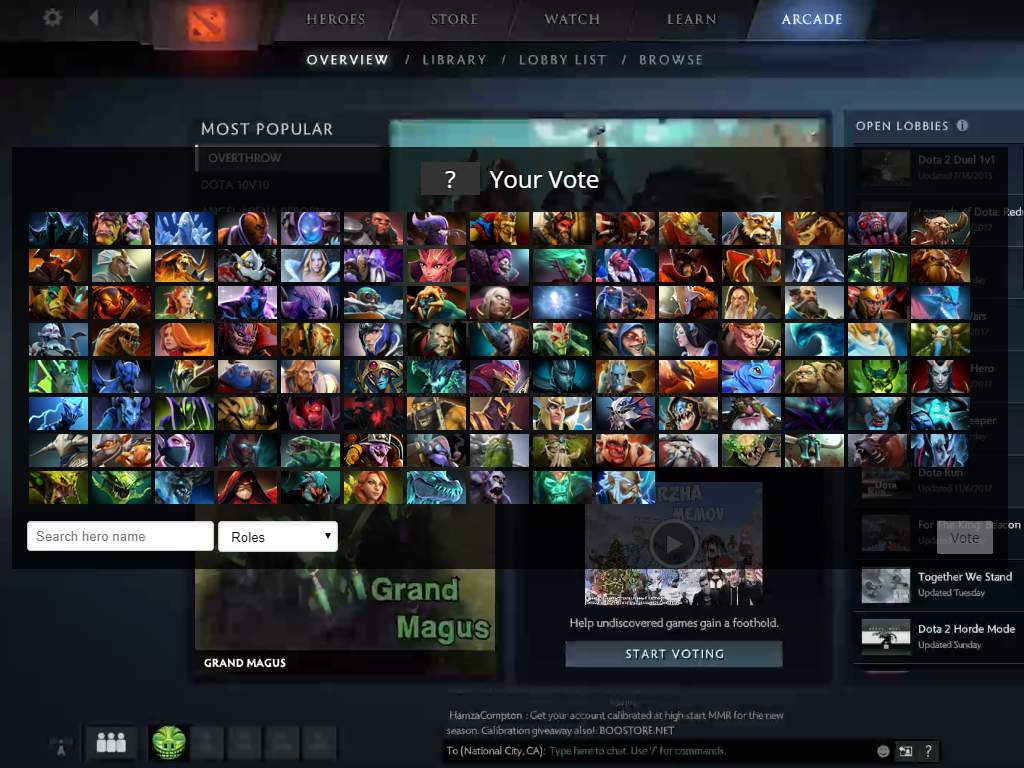 HEROES
STORE
WATCH
LEARN
ARCADE
OVERVIEW / LIBRARY / LOBBY LIST / BROWSE
MOST POPULAR
OPEN LOBBIES
OVERTHROW
DOTA 10V10
? Your Vote
Dota 2 Duel 1v1
Updated 7/18/2015
Search hero name
Roles
Vote
Dota Run
Updated 11/6/2017
For The King: Beacon
Together We Stand
Updated Tuesday
Dota 2 Horde Mode
Updated Sunday
MEMOV
Grand
Magus
GRAND MAGUS
Help undiscovered games gain a foothold.
START VOTING
HamzaCompton : Get your account calibrated at high start MMR for the new
season. Calibration giveaway also!: BOOSTORE.NET
To (National City, CA): Type here to chat. Use '/' for commands.
?